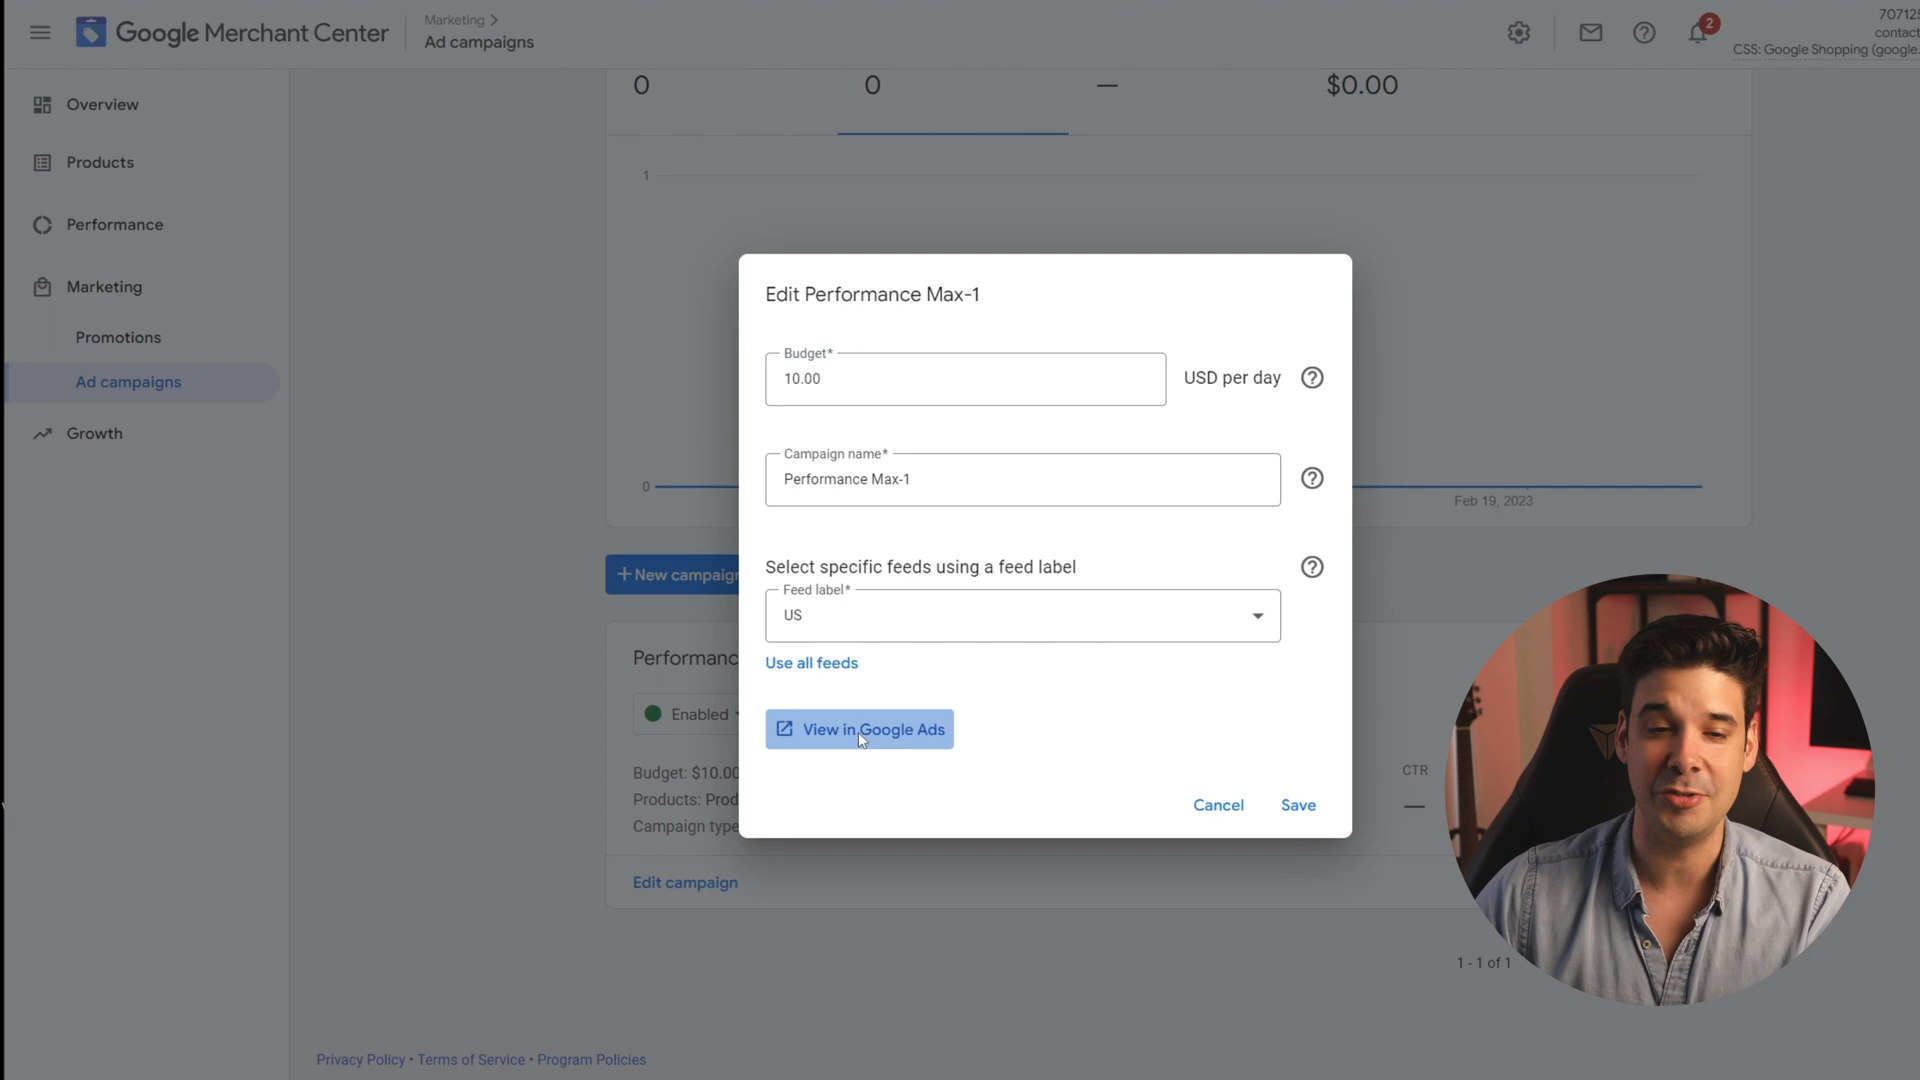 Google Merchant Center
Marketing
Ad campaigns
2
707125
contact
CSS: Google Shopping (google.
Overview
Products
Performance
Marketing
Promotions
Ad campaigns
Growth
0
0
—
$0.00
1
0
Feb 19, 2023
+ New campaign
Performanc
Enabled
Budget: $10.00
Products: Prod
Campaign type
CTR
—
Edit campaign
1 - 1 of 1
Edit Performance Max-1
Budget*
10.00
USD per day
Campaign name*
Performance Max-1
Select specific feeds using a feed label
Feed label*
US
Use all feeds
View in Google Ads
Cancel
Save
Privacy Policy • Terms of Service • Program Policies